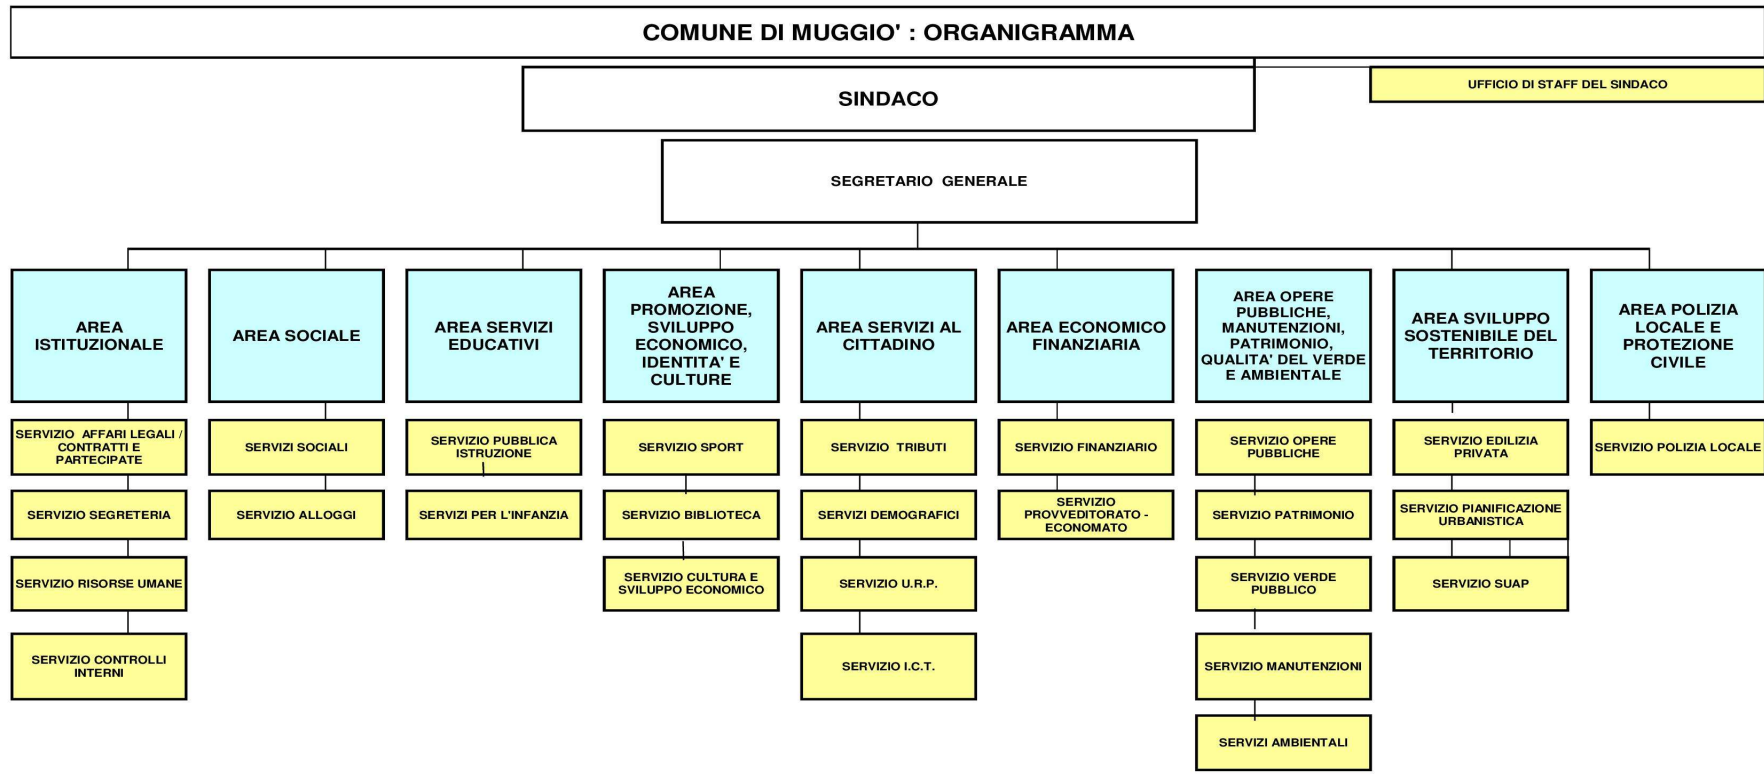 COMUNE DI MUGGIO' : ORGANIGRAMMA
SINDACO
UFFICIO DI STAFF DEL SINDACO
SEGRETARIO GENERALE
AREA
ISTITUZIONALE
AREA SOCIALE
AREA SERVIZI
EDUCATIVI
AREA
PROMOZIONE,
SVILUPPO
ECONOMICO,
IDENTITA' E
CULTURE
AREA SERVIZI AL
CITTADINO
AREA ECONOMICO
FINANZIARIA
AREA OPERE
PUBBLICHE,
MANUTENZIONI,
PATRIMONIO,
QUALITA' DEL VERDE
E AMBIENTALE
AREA SVILUPPO
SOSTENIBILE DEL
TERRITORIO
AREA POLIZIA
LOCALE E
PROTEZIONE
CIVILE
SERVIZIO AFFARI LEGALI /
CONTRATTI E
PARTECIPATE
SERVIZI SOCIALI
SERVIZIO PUBBLICA
ISTRUZIONE
SERVIZIO SPORT
SERVIZIO TRIBUTI
SERVIZIO FINANZIARIO
SERVIZIO OPERE
PUBBLICHE
SERVIZIO EDILIZIA
PRIVATA
SERVIZIO POLIZIA LOCALE
SERVIZIO SEGRETERIA
SERVIZIO ALLOGGI
SERVIZI PER L'INFANZIA
SERVIZIO BIBLIOTECA
SERVIZI DEMOGRAFICI
SERVIZIO
PROVVEDITORATO -
ECONOMATO
SERVIZIO PATRIMONIO
SERVIZIO PIANIFICAZIONE
URBANISTICA
SERVIZIO RISORSE UMANE
SERVIZIO CULTURA E
SVILUPPO ECONOMICO
SERVIZIO U.R.P.
SERVIZIO VERDE
PUBBLICO
SERVIZIO SUAP
SERVIZIO CONTROLLI
INTERNI
SERVIZIO I.C.T.
SERVIZIO MANUTENZIONI
SERVIZI AMBIENTALI